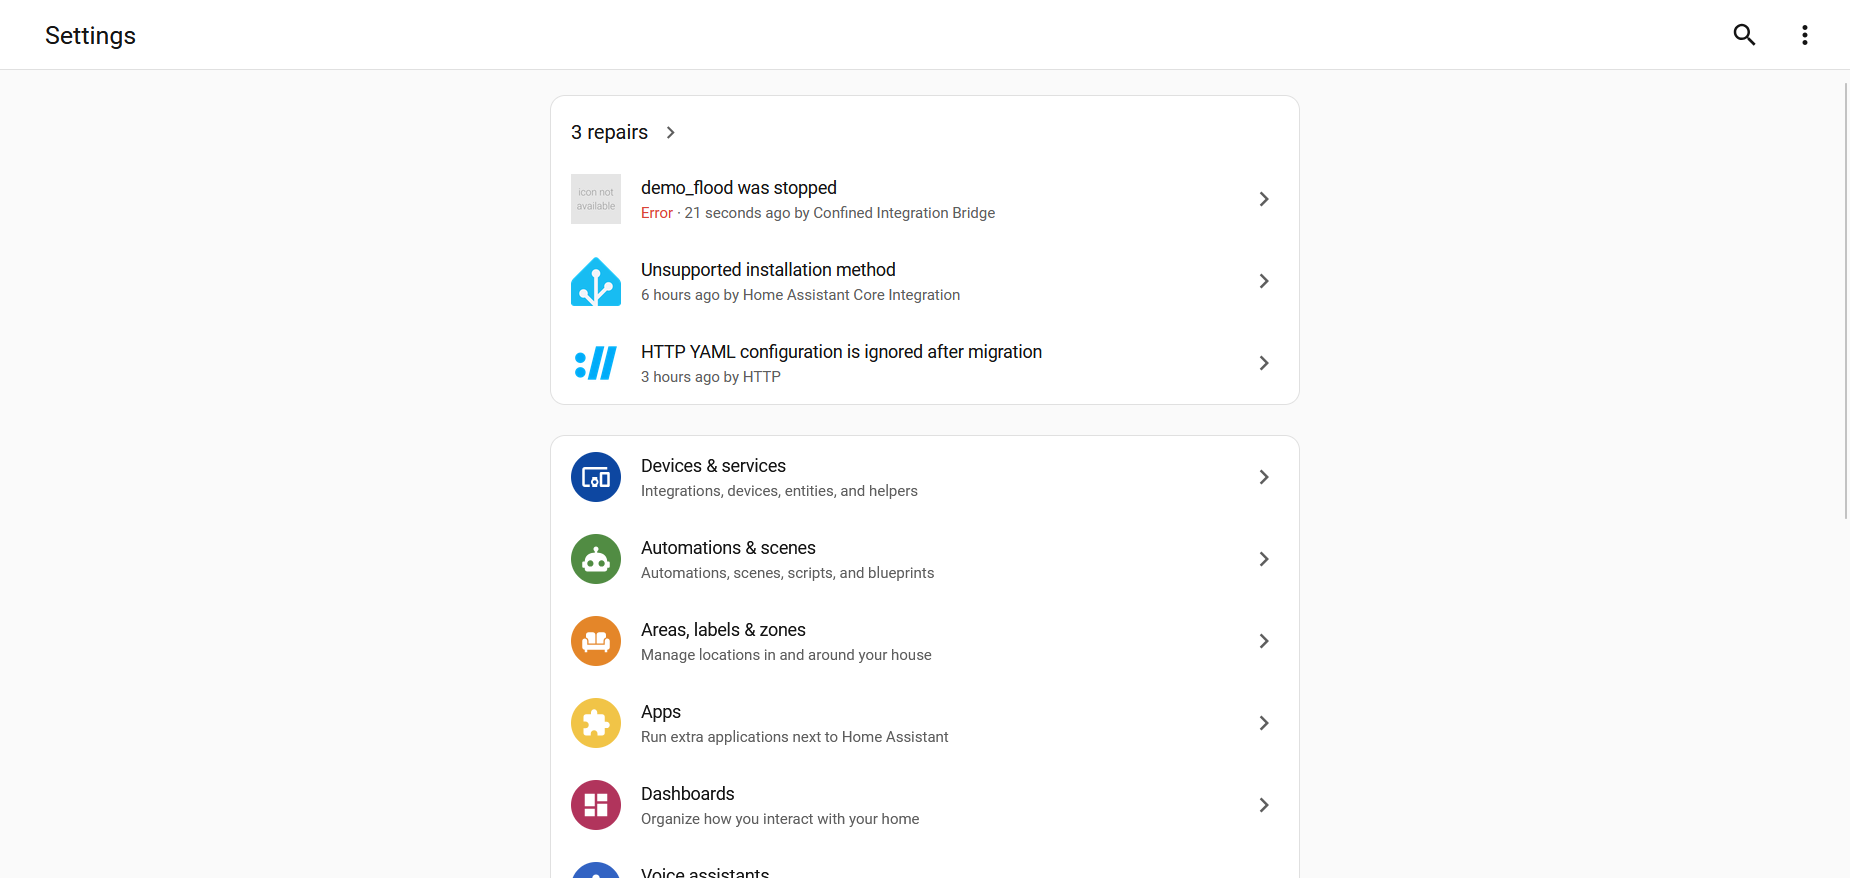 Settings
3 repairs
icon not
available
demo_flood was stopped
Error · 21 seconds ago by Confined Integration Bridge
Unsupported installation method
6 hours ago by Home Assistant Core Integration
HTTP YAML configuration is ignored after migration
3 hours ago by HTTP
Devices & services
Integrations, devices, entities, and helpers
Automations & scenes
Automations, scenes, scripts, and blueprints
Areas, labels & zones
Manage locations in and around your house
Apps
Run extra applications next to Home Assistant
Dashboards
Organize how you interact with your home
Voice assistants